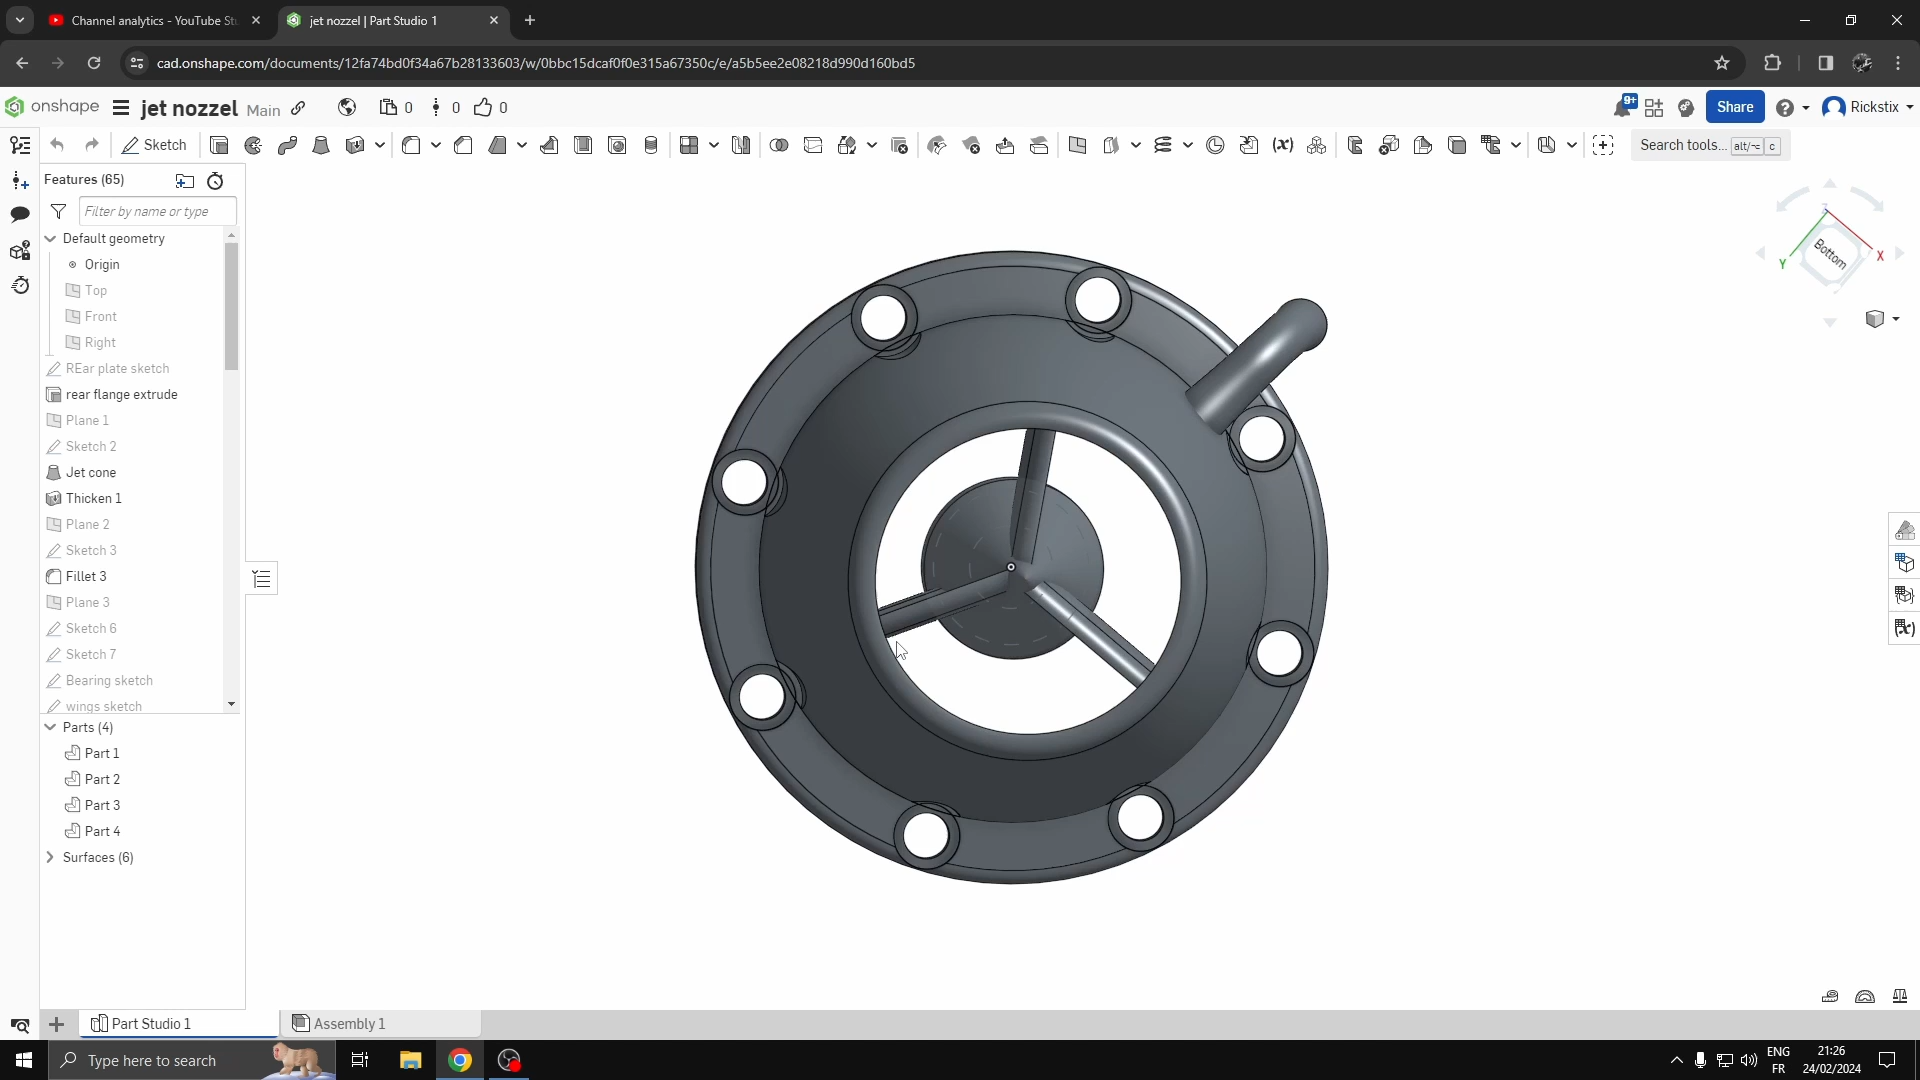 Channel analytics - YouTube Stu
jet nozzel | Part Studio 1
cad.onshape.com/documents/12fa74bd0f34a67b28133603/w/0bbc15dcaf0f0e315a67350c/e/a5b5ee2e08218d990d160bd5
onshape
jet nozzel Main
0
0
0
9+
Share
Rickstix
Sketch
(x)
Search tools... alt/⌥ c
Features (65)
Filter by name or type
Default geometry
Origin
Top
Front
Right
REar plate sketch
rear flange extrude
Plane 1
Sketch 2
Jet cone
Thicken 1
Plane 2
Sketch 3
Fillet 3
Plane 3
Sketch 6
Sketch 7
Bearing sketch
wings sketch
Parts (4)
Part 1
Part 2
Part 3
Part 4
Surfaces (6)
Z
Bottom
Y
X
(x)
Part Studio 1
Assembly 1
Type here to search
ENG
FR
21:26
24/02/2024